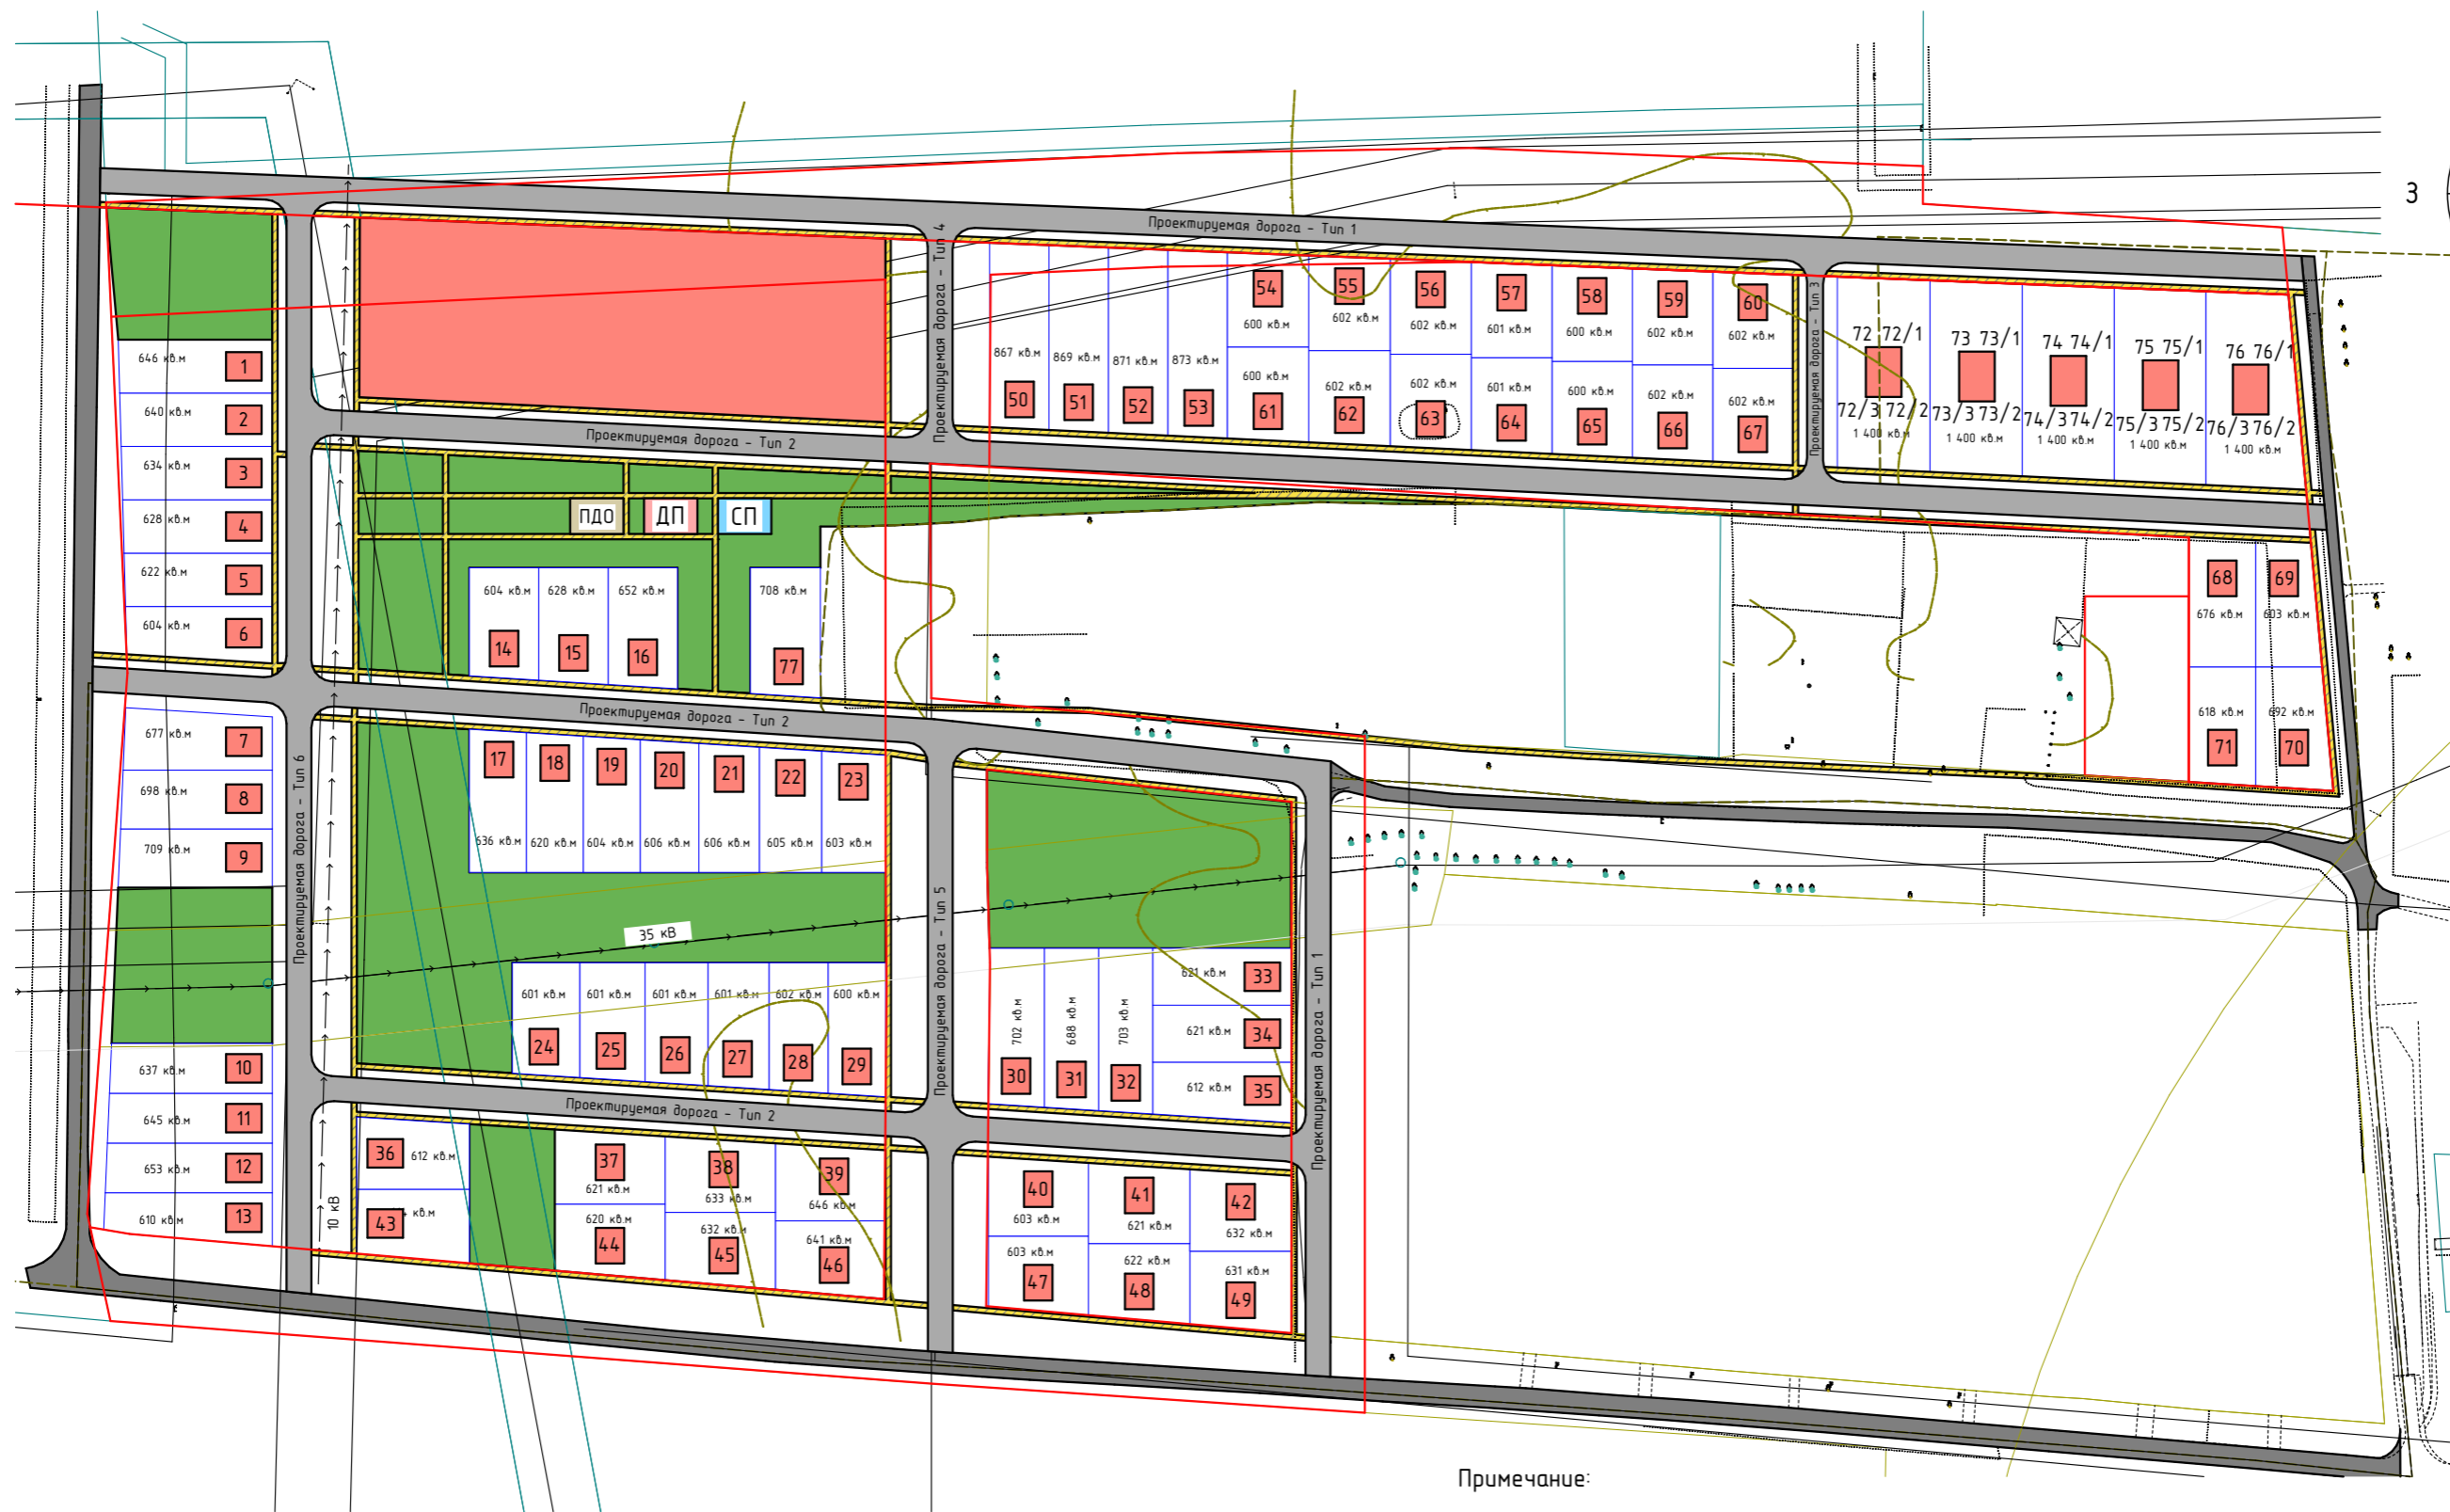 З
Проектируемая дорога - Тип 1
Проектируемая дорога - Тип 4
Проектируемая дорога - Тип 3
54
55
56
57
58
59
60
600 кв.м
602 кв.м
602 кв.м
601 кв.м
600 кв.м
602 кв.м
602 кв.м
867 кв.м
869 кв.м
871 кв.м
873 кв.м
600 кв.м
602 кв.м
602 кв.м
601 кв.м
600 кв.м
602 кв.м
602 кв.м
50
51
52
53
61
62
63
64
65
66
67
72 72/1
73 73/1
74 74/1
75 75/1
76 76/1
72/3 72/2
73/3 73/2
74/3 74/2
75/3 75/2
76/3 76/2
1 400 кв.м
1 400 кв.м
1 400 кв.м
1 400 кв.м
1 400 кв.м
646 кв.м 1
640 кв.м 2
634 кв.м 3
628 кв.м 4
622 кв.м 5
604 кв.м 6
Проектируемая дорога - Тип 2
ПДО
ДП
СП
604 кв.м
628 кв.м
652 кв.м
708 кв.м
14
15
16
77
68
69
676 кв.м
603 кв.м
618 кв.м
692 кв.м
71
70
Проектируемая дорога - Тип 2
677 кв.м 7
698 кв.м 8
709 кв.м 9
Проектируемая дорога - Тип 6
17
18
19
20
21
22
23
636 кв.м
620 кв.м
604 кв.м
606 кв.м
606 кв.м
605 кв.м
603 кв.м
35 кВ
Проектируемая дорога - Тип 5
Проектируемая дорога - Тип 1
601 кв.м
601 кв.м
601 кв.м
601 кв.м
602 кв.м
600 кв.м
24
25
26
27
28
29
702 кв.м
688 кв.м
703 кв.м
30
31
32
621 кв.м 33
621 кв.м 34
612 кв.м 35
637 кв.м 10
645 кв.м 11
653 кв.м 12
610 кв.м 13
10 кВ
Проектируемая дорога - Тип 2
36 612 кв.м
43 кв.м
37
38
39
621 кв.м
633 кв.м
646 кв.м
620 кв.м
632 кв.м
641 кв.м
44
45
46
40
41
42
603 кв.м
621 кв.м
632 кв.м
603 кв.м
622 кв.м
631 кв.м
47
48
49
Примечание: